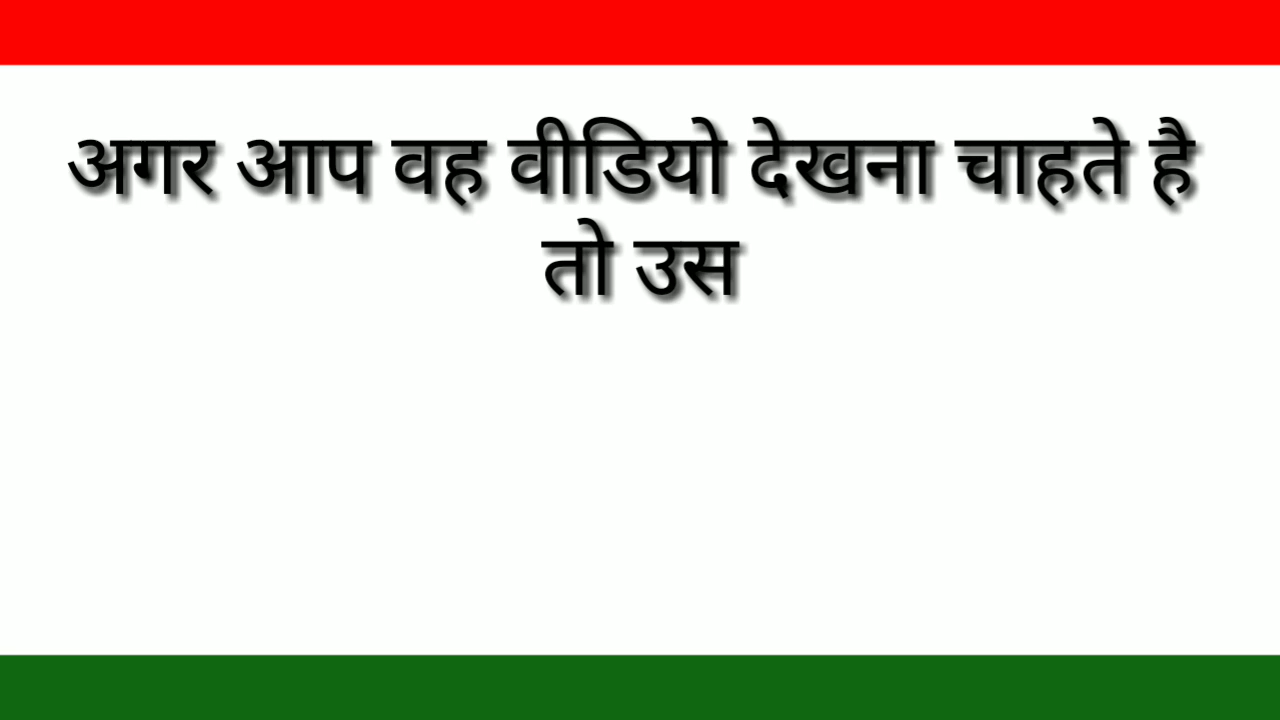 अगर आप वह वीडियो देखना चाहते है
तो उस